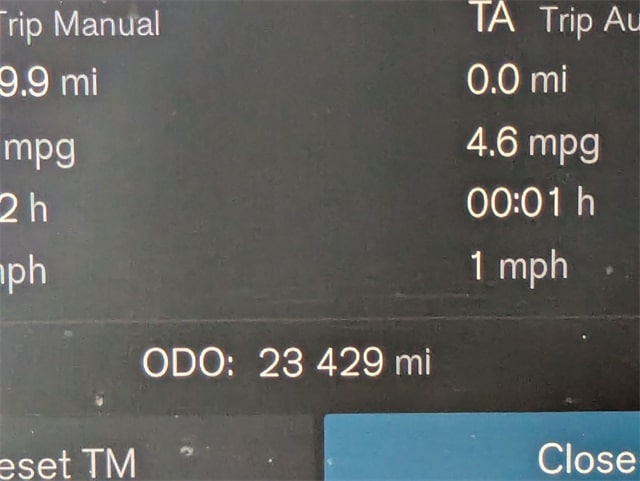 Trip Manual TA Trip Au
9.9 mi 0.0 mi
mpg 4.6 mpg
2 h 00:01 h
mph 1 mph
ODO: 23 429 mi
eset TM Close